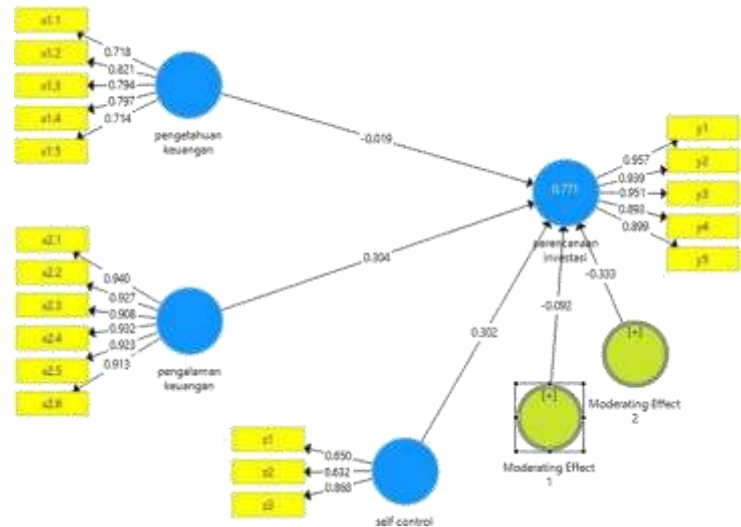 x1.1
0.718
x1.2
0.821
x1.3
0.794
x1.4
0.797
x1.5
0.714
pengetahuan
keuangan
-0.019
y1
0.957
y2
0.939
y3
0.951
y4
0.893
y5
0.899
0.771
perencanaan
investasi
x2.1
0.940
x2.2
0.927
x2.3
0.908
x2.4
0.932
x2.5
0.923
x2.6
0.913
pengalaman
keuangan
0.304
-0.333
-0.092
0.302
[+]
Moderating Effect
2
[+]
Moderating Effect
1
z1
0.650
z2
0.632
z3
0.868
self control